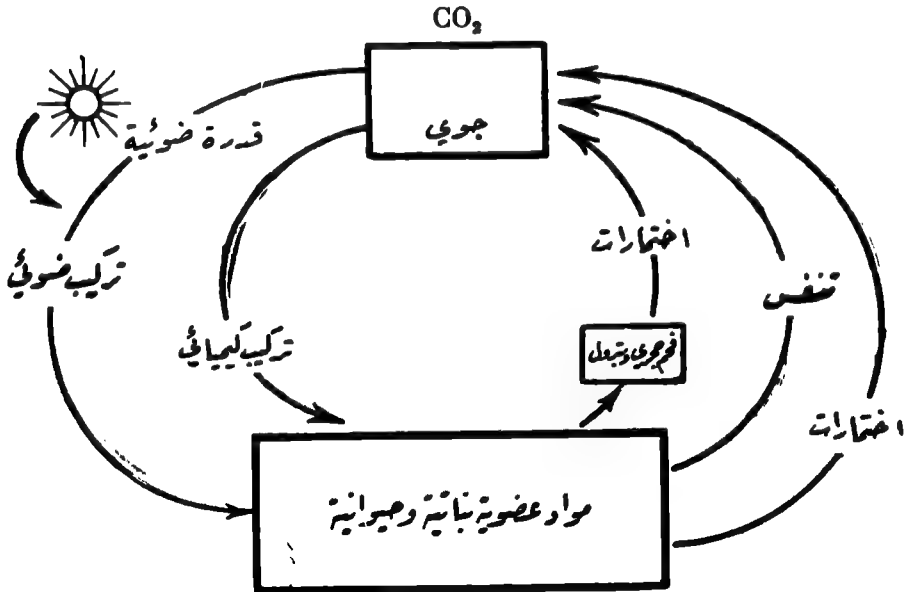 CO₂
جوي
قدرة ضوئية
تركيب ضوئي
تركيب كيميائي
اختمارات
تنفس
فحم حجري وبترول
اختمارات
مواد عضوية نباتية وحيوانية